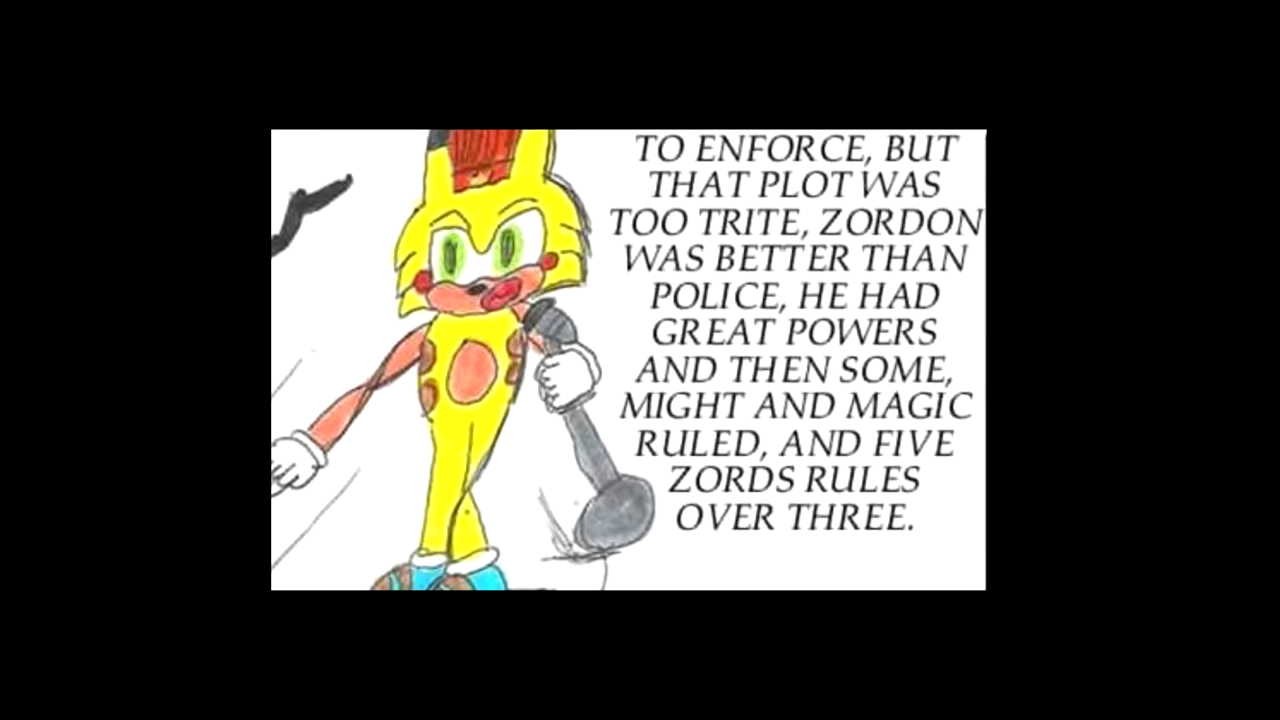 TO ENFORCE, BUT
THAT PLOT WAS
TOO TRITE, ZORDON
WAS BETTER THAN
POLICE, HE HAD
GREAT POWERS
AND THEN SOME,
MIGHT AND MAGIC
RULED, AND FIVE
ZORDS RULES
OVER THREE.